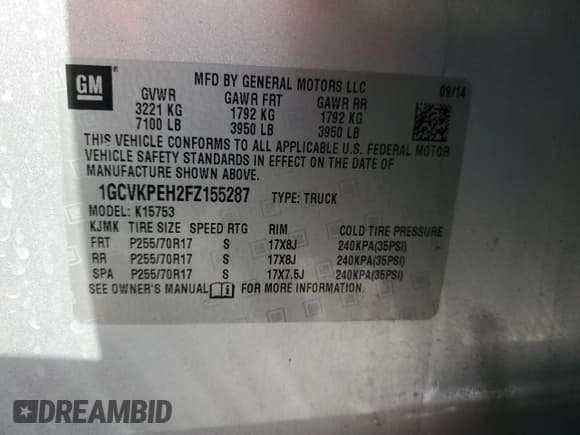 GM ®
MFD BY GENERAL MOTORS LLC 09/14
GVWR GAWR FRT GAWR RR
3221 KG 1792 KG 1792 KG
7100 LB 3950 LB 3950 LB
THIS VEHICLE CONFORMS TO ALL APPLICABLE U.S. FEDERAL MOTOR
VEHICLE SAFETY STANDARDS IN EFFECT ON THE DATE OF
MANUFACTURE SHOWN ABOVE.
1GCVKPEH2FZ155287 TYPE: TRUCK
MODEL: K15753
KJMK TIRE SIZE SPEED RTG RIM COLD TIRE PRESSURE
FRT P255/70R17 S 17X8J 240KPA(35PSI)
RR P255/70R17 S 17X8J 240KPA(35PSI)
SPA P255/70R17 S 17X7.5J 240KPA(35PSI)
SEE OWNER'S MANUAL FOR MORE INFORMATION.
DREAMBID